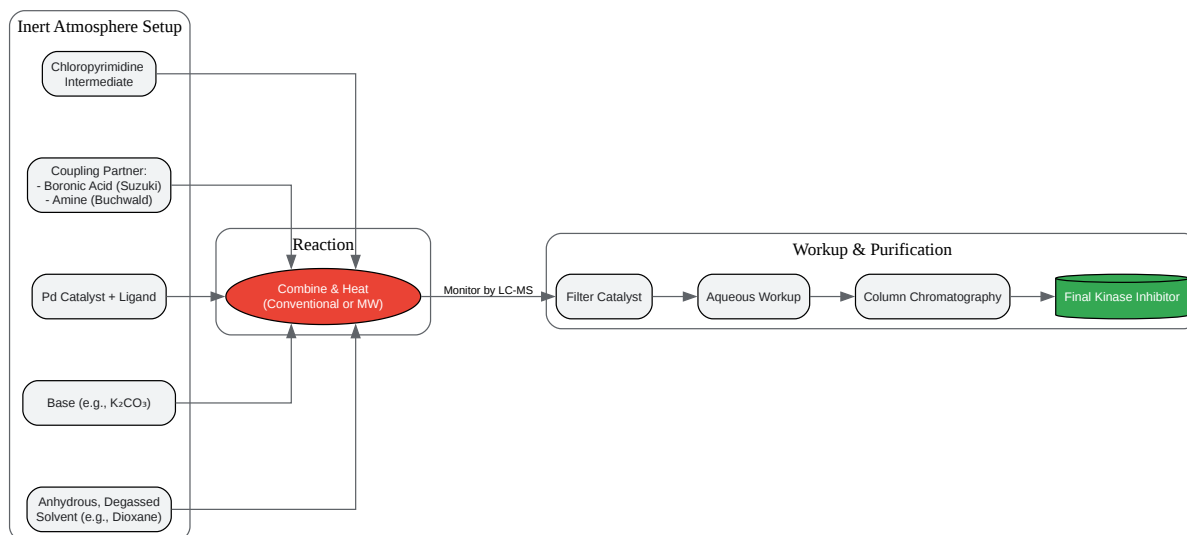 Inert Atmosphere Setup
Chloropyrimidine
Intermediate
Coupling Partner:
- Boronic Acid (Suzuki)
- Amine (Buchwald)
Pd Catalyst + Ligand
Base (e.g., K₂CO₃)
Anhydrous, Degassed
Solvent (e.g., Dioxane)
Reaction
Combine & Heat
(Conventional or MW)
Monitor by LC-MS
Workup & Purification
Filter Catalyst
Aqueous Workup
Column Chromatography
Final Kinase Inhibitor